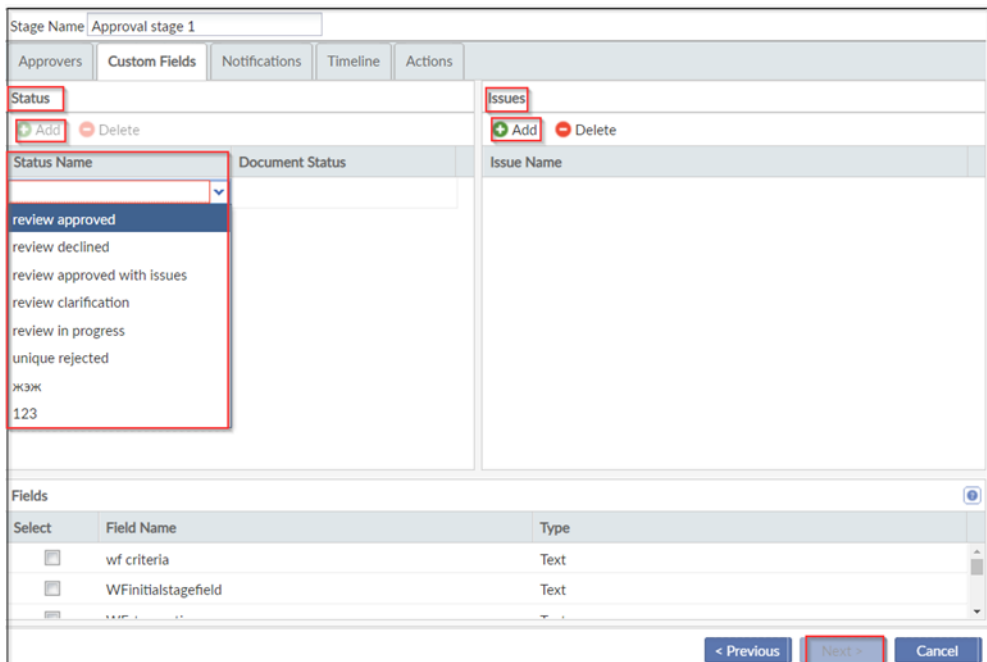 Stage Name Approval stage 1
Approvers Custom Fields Notifications Timeline Actions
Status
Add Delete
Status Name Document Status
review approved
review declined
review approved with issues
review clarification
review in progress
unique rejected
жэж
123
Issues
Add Delete
Issue Name
Fields
Select Field Name Type
wf criteria Text
WFinitialstagefield Text
< Previous Next > Cancel